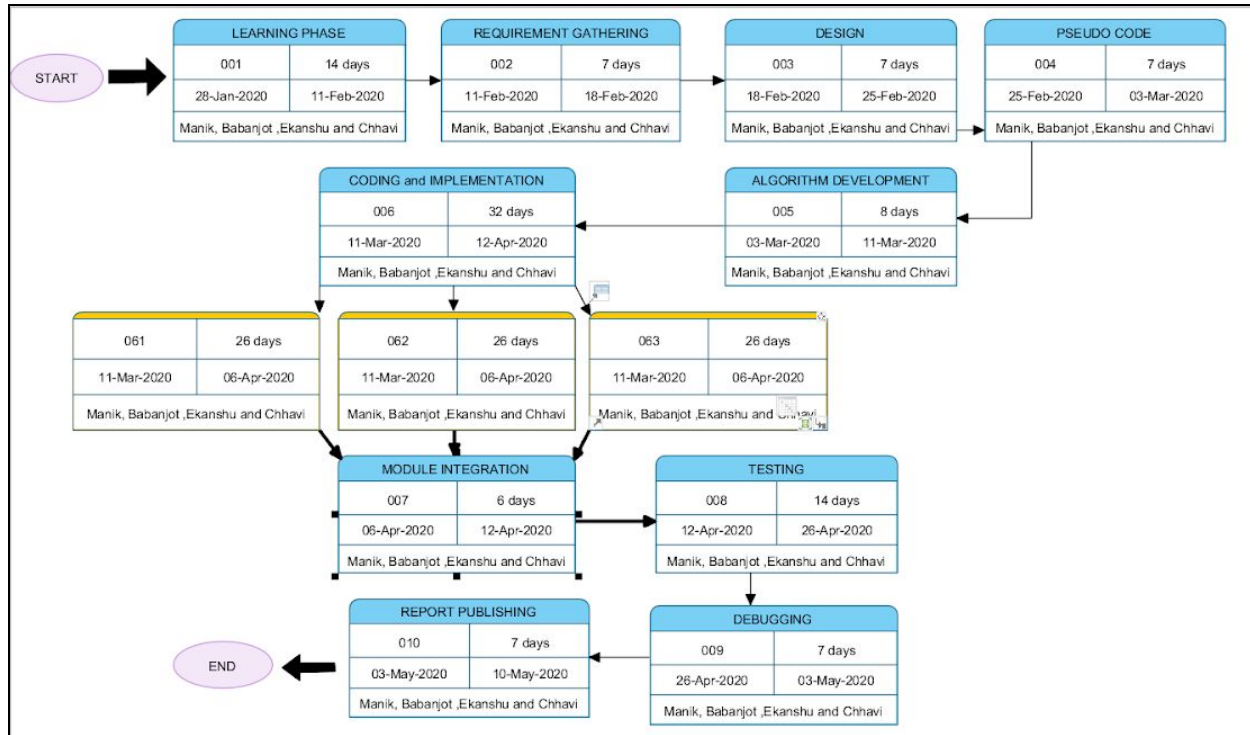 START
LEARNING PHASE
001 14 days
28-Jan-2020 11-Feb-2020
Manik, Babanjot ,Ekanshu and Chhavi
REQUIREMENT GATHERING
002 7 days
11-Feb-2020 18-Feb-2020
Manik, Babanjot ,Ekanshu and Chhavi
DESIGN
003 7 days
18-Feb-2020 25-Feb-2020
Manik, Babanjot ,Ekanshu and Chhavi
PSEUDO CODE
004 7 days
25-Feb-2020 03-Mar-2020
Manik, Babanjot ,Ekanshu and Chhavi
ALGORITHM DEVELOPMENT
005 8 days
03-Mar-2020 11-Mar-2020
Manik, Babanjot ,Ekanshu and Chhavi
CODING and IMPLEMENTATION
006 32 days
11-Mar-2020 12-Apr-2020
Manik, Babanjot ,Ekanshu and Chhavi
061 26 days
11-Mar-2020 06-Apr-2020
Manik, Babanjot ,Ekanshu and Chhavi
062 26 days
11-Mar-2020 06-Apr-2020
Manik, Babanjot ,Ekanshu and Chhavi
063 26 days
11-Mar-2020 06-Apr-2020
Manik, Babanjot ,Ekanshu and Chhavi
MODULE INTEGRATION
007 6 days
06-Apr-2020 12-Apr-2020
Manik, Babanjot ,Ekanshu and Chhavi
TESTING
008 14 days
12-Apr-2020 26-Apr-2020
Manik, Babanjot ,Ekanshu and Chhavi
DEBUGGING
009 7 days
26-Apr-2020 03-May-2020
Manik, Babanjot ,Ekanshu and Chhavi
REPORT PUBLISHING
010 7 days
03-May-2020 10-May-2020
Manik, Babanjot ,Ekanshu and Chhavi
END